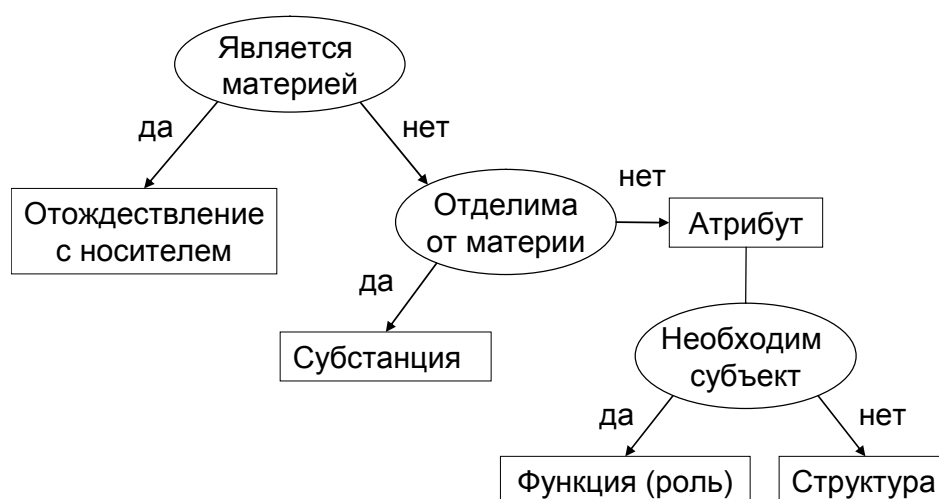 Является
материей
да
нет
Отождествление
с носителем
Отделима
от материи
нет
Атрибут
да
Субстанция
Необходим
субъект
да
нет
Функция (роль)
Структура